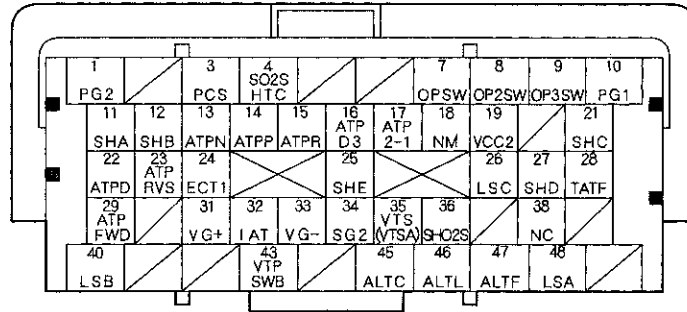 1 3 4 7 8 9 10
PG2 PCS SO2S HTC OPSW OP2SW OP3SW PG1
11 12 13 14 15 16 17 18 19 21
SHA SHB ATPN ATPP ATPR ATP D3 ATP 2-1 NM VCC2 SHC
22 23 24 25 26 27 28
ATPD ATP RVS ECT1 SHE LSC SHD TATF
29 31 32 33 34 35 36 38
ATP FWD VG+ IAT VG- SG2 VTS (VTSA) SHO2S NC
40 43 45 46 47 48
LSB VTP SWB ALTC ALTL ALTF LSA